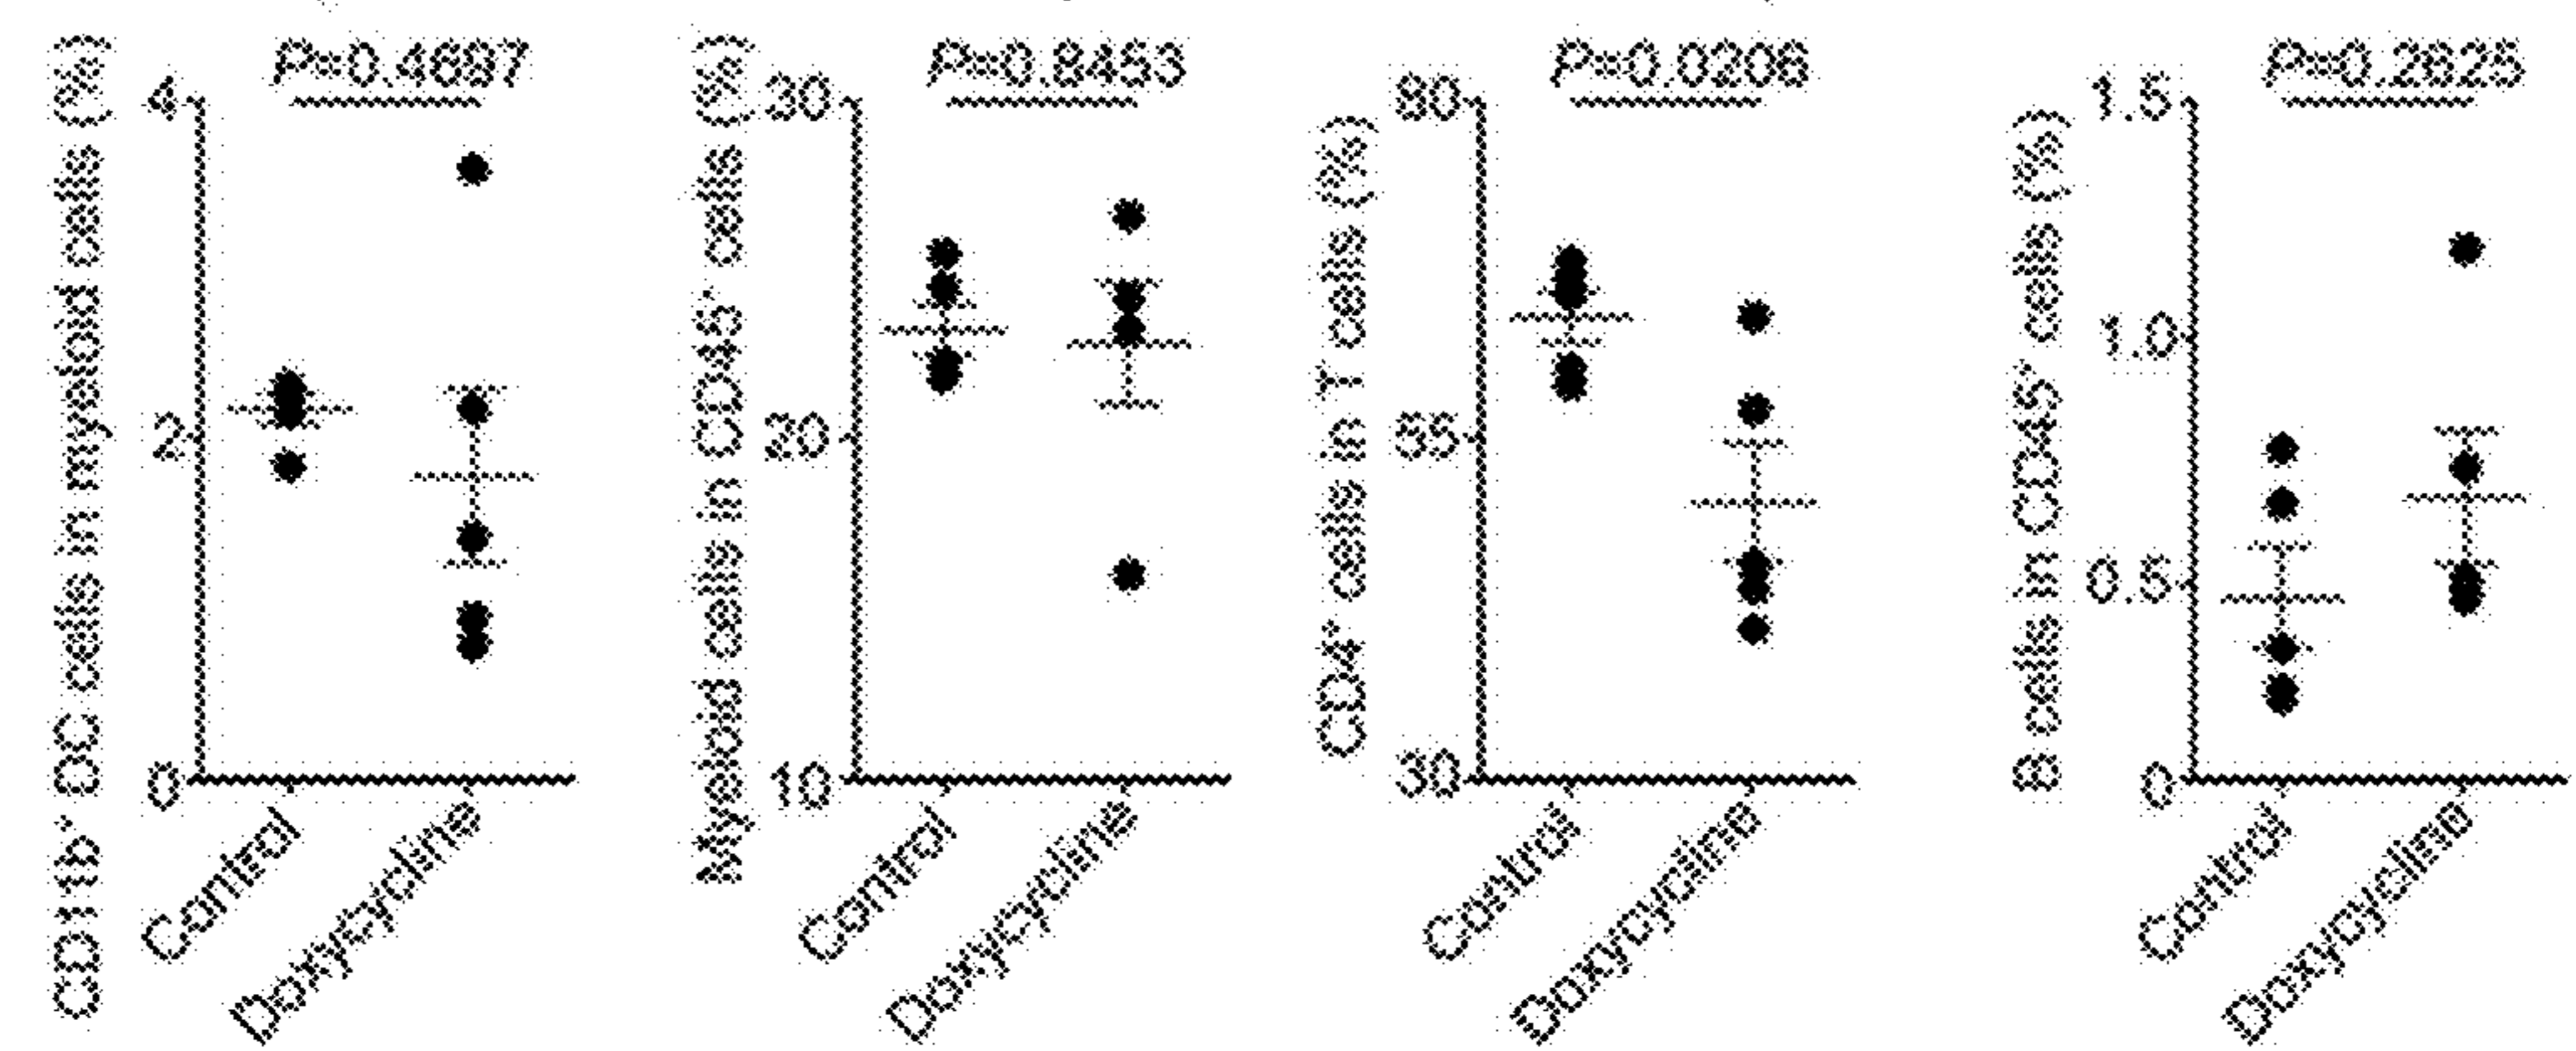 CD11b⁺ DC cells in myeloid cells (%)
P=0.4697
4
2
0
Control
Doxycycline
Myeloid cells in CD45⁺ cells (%)
P=0.8453
30
20
10
Control
Doxycycline
CD4⁺ cells in T cells (%)
P=0.0206
80
55
30
Control
Doxycycline
B cells in CD45⁺ cells (%)
P=0.2625
1.5
1.0
0.5
0
Control
Doxycycline